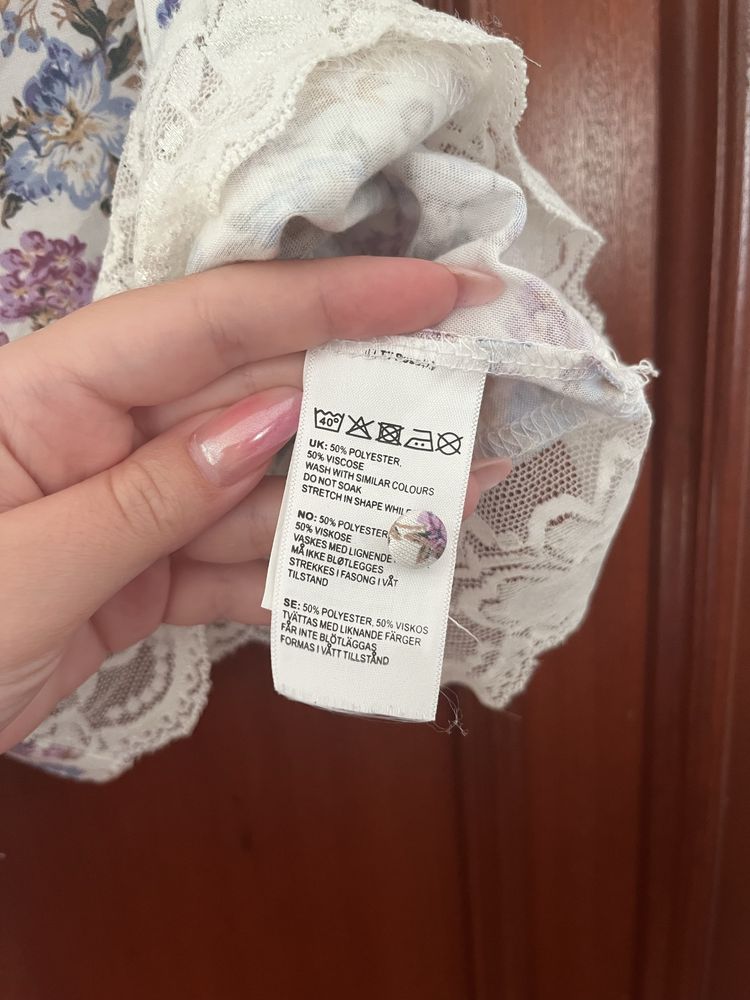 40°
UK: 50% POLYESTER,
50% VISCOSE
WASH WITH SIMILAR COLOURS
DO NOT SOAK
STRETCH IN SHAPE
NO: 50% POLYESTER,
50% VISKOSE
VASKES MED LIGNENDE
MÅ IKKE BLØTLEGGES
STREKKES I FASONG I VÅT
TILSTAND
SE: 50% POLYESTER, 50% VISKOS
TVÄTTAS MED LIKNANDE FÄRGER
FÅR INTE BLÖTLÄGGAS
FORMAS I VÅTT TILLSTÅND